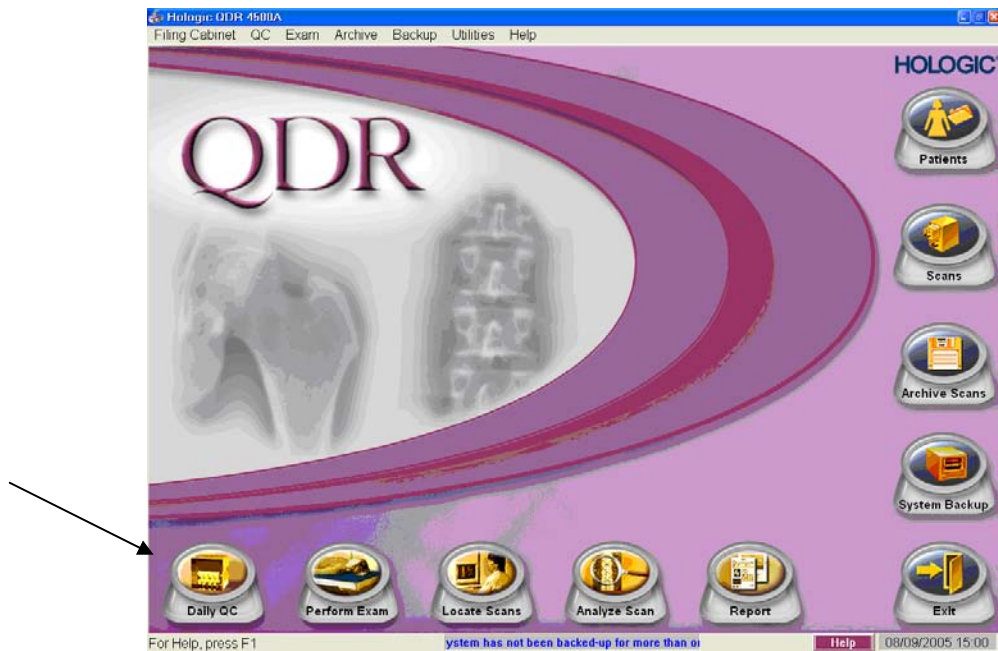 Hologic QDR 4500A
Filing Cabinet QC Exam Archive Backup Utilities Help
HOLOGIC
QDR
Patients
Scans
Archive Scans
System Backup
Daily QC Perform Exam Locate Scans Analyze Scan Report Exit
For Help, press F1 ystem has not been backed-up for more than Help 08/09/2005 15:00